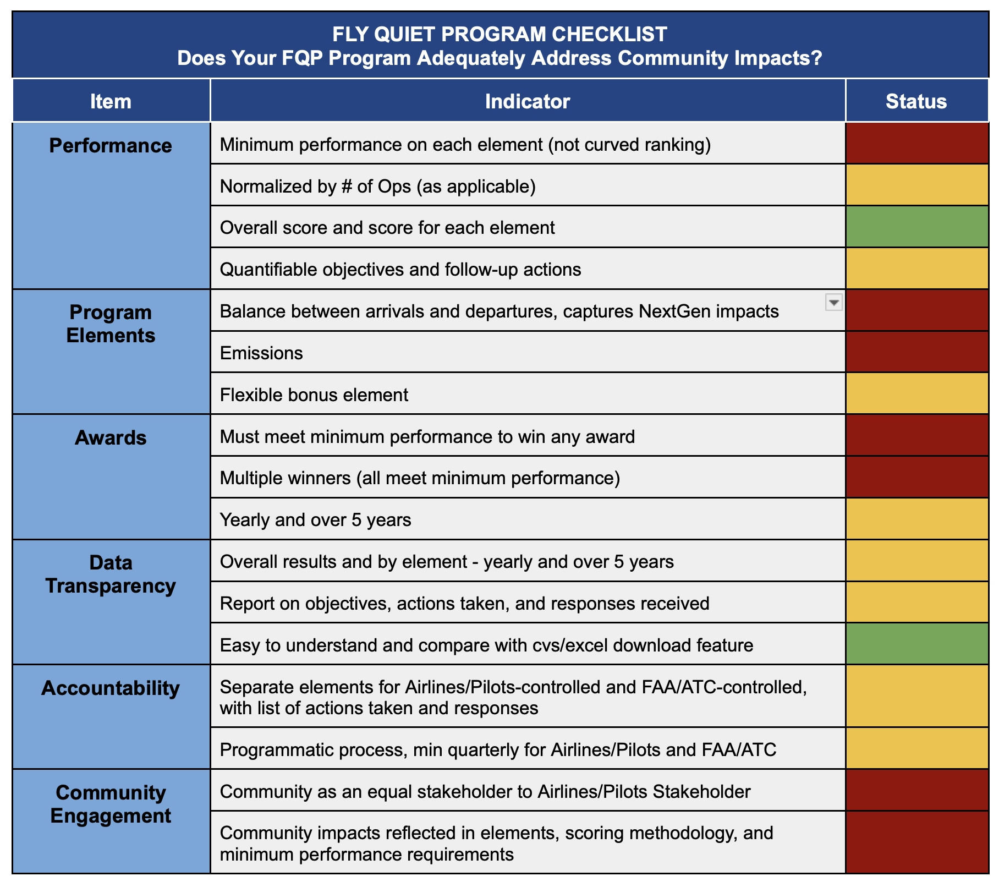 FLY QUIET PROGRAM CHECKLIST
Does Your FQP Program Adequately Address Community Impacts?
Item
Indicator
Status
Performance
Minimum performance on each element (not curved ranking)
Normalized by # of Ops (as applicable)
Overall score and score for each element
Quantifiable objectives and follow-up actions
Program
Elements
Balance between arrivals and departures, captures NextGen impacts
Emissions
Flexible bonus element
Awards
Must meet minimum performance to win any award
Multiple winners (all meet minimum performance)
Yearly and over 5 years
Data
Transparency
Overall results and by element - yearly and over 5 years
Report on objectives, actions taken, and responses received
Easy to understand and compare with cvs/excel download feature
Accountability
Separate elements for Airlines/Pilots-controlled and FAA/ATC-controlled,
with list of actions taken and responses
Programmatic process, min quarterly for Airlines/Pilots and FAA/ATC
Community
Engagement
Community as an equal stakeholder to Airlines/Pilots Stakeholder
Community impacts reflected in elements, scoring methodology, and
minimum performance requirements